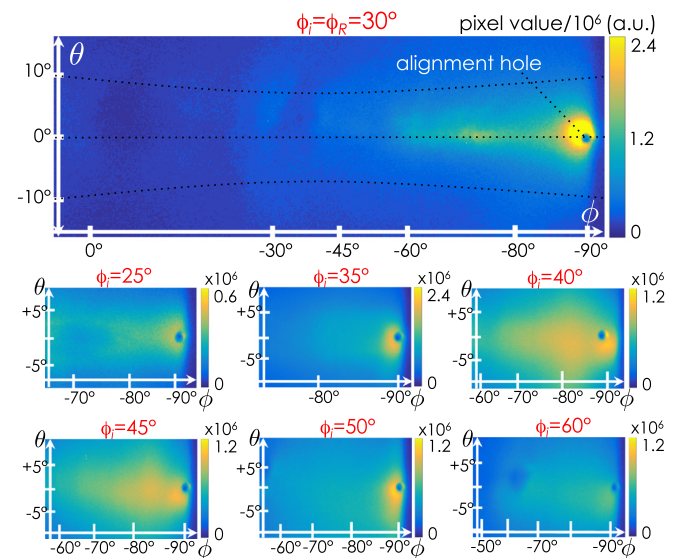 ϕi=ϕR=30° pixel value/10⁶ (a.u.)
θ 2.4
alignment hole
10°
0° 1.2
-10°
ϕ 0
0° -30° -45° -60° -80° -90°
ϕi=25° ϕi=35° ϕi=40°
θ x10⁶ θ x10⁶ θ x10⁶
0.6 2.4 1.2
+5° +5° +5°
-5° -5° -5°
0 0 0
-70° -80° -90° ϕ -80° -90° ϕ -60° -70° -80° -90° ϕ
ϕi=45° ϕi=50° ϕi=60°
θ x10⁶ θ x10⁶ θ x10⁶
1.2 1.2 1.2
+5° +5° +5°
-5° -5° -5°
0 0 0
-60° -70° -80° -90° ϕ -60° -70° -80° -90° ϕ -50° -60° -70° -80° -90° ϕ